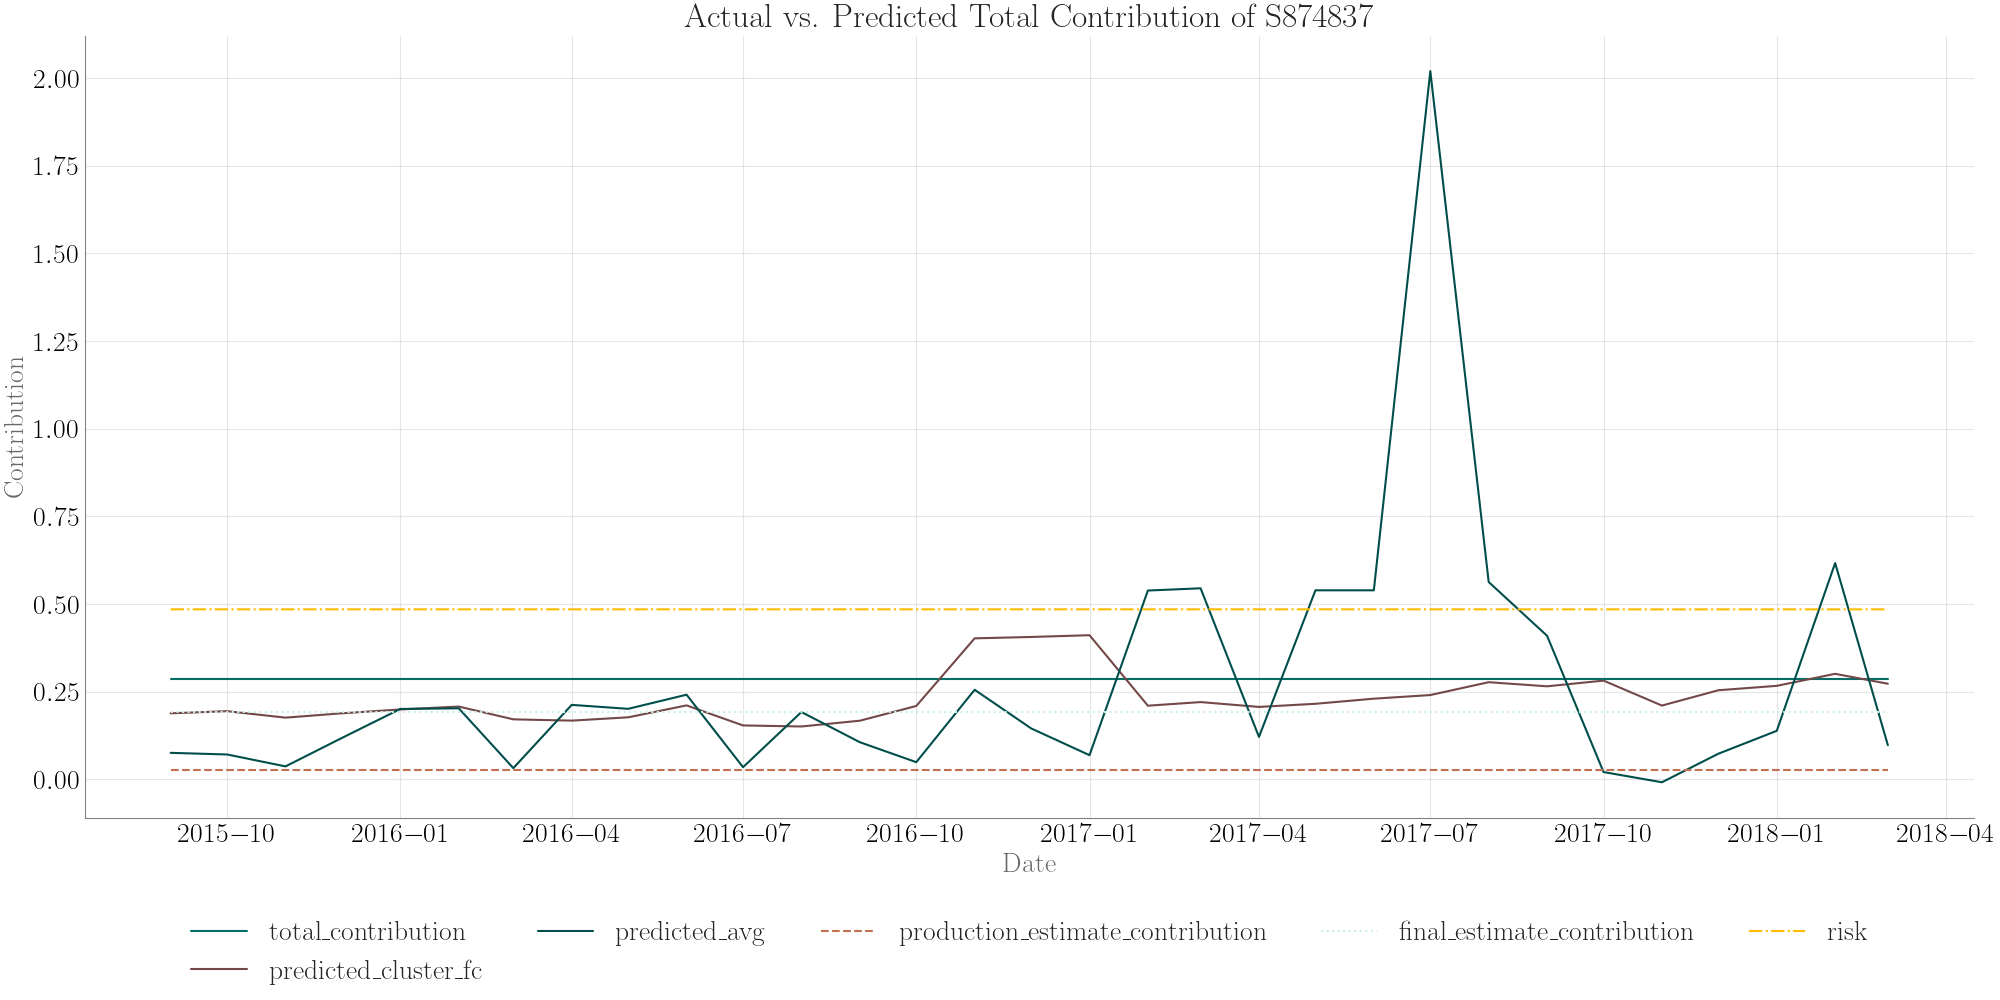 Actual vs. Predicted Total Contribution of S874837
2.00
1.75
1.50
1.25
1.00
0.75
0.50
0.25
0.00
Contribution
2015–10 2016–01 2016–04 2016–07 2016–10 2017–01 2017–04 2017–07 2017–10 2018–01 2018–04
Date
total_contribution predicted_avg production_estimate_contribution final_estimate_contribution risk
predicted_cluster_fc